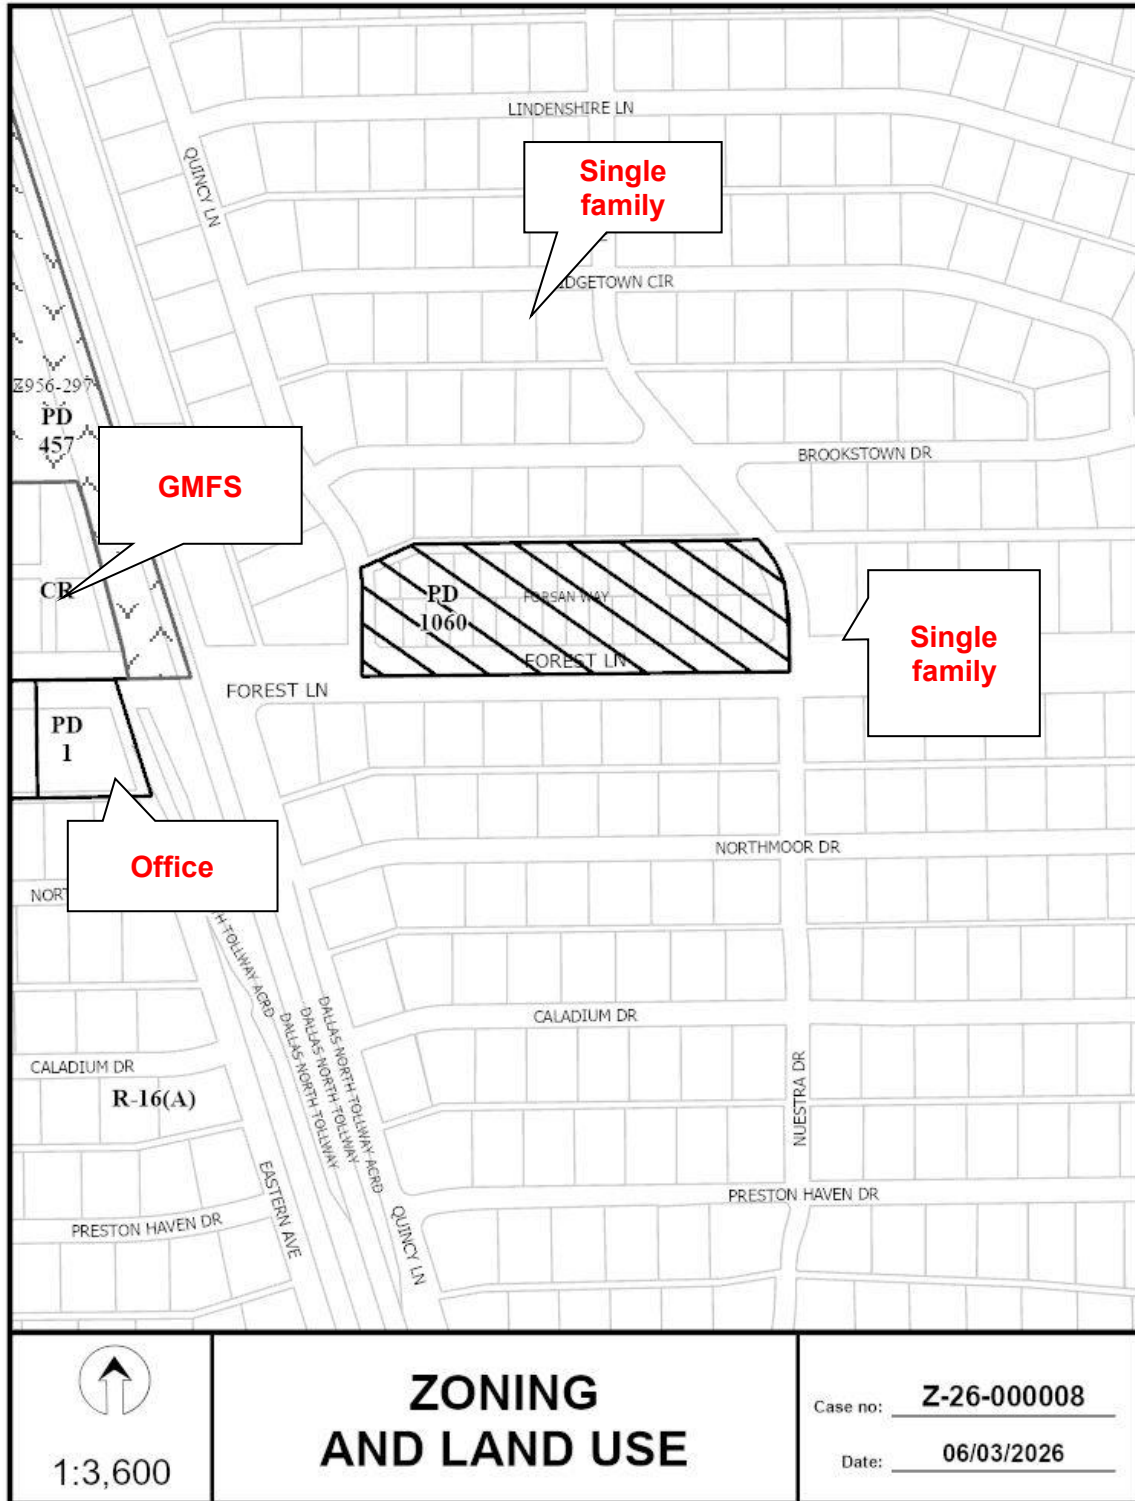 LINDENSHIRE LN
QUINCY LN
Single
family
DGETOWN CIR
Z956-297
PD
457
BROOKSTOWN DR
GMFS
CR
PD
1060
FORSAN WAY
FOREST LN
Single
family
FOREST LN
PD
1
Office
NORTHMOOR DR
NORT
H TOLLWAY ACRD
DALLAS NORTH TOLLWAY
DALLAS NORTH TOLLWAY
DALLAS NORTH TOLLWAY ACRD
CALADIUM DR
CALADIUM DR
R-16(A)
NUESTRA DR
EASTERN AVE
QUINCY LN
PRESTON HAVEN DR
PRESTON HAVEN DR
1:3,600
ZONING
AND LAND USE
Case no: Z-26-000008
Date: 06/03/2026